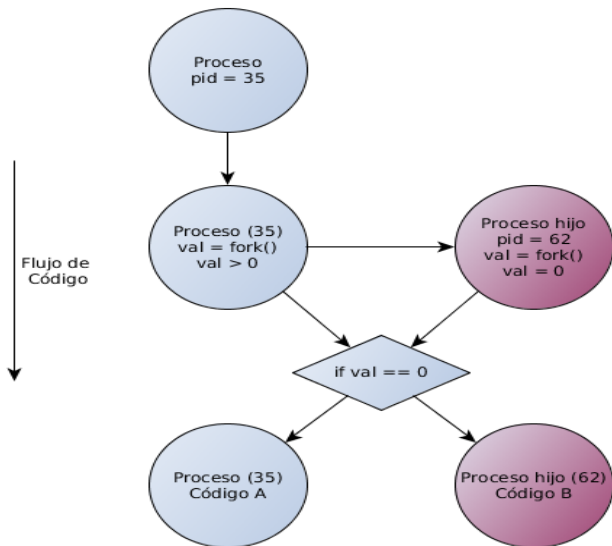 Proceso
pid = 35
Proceso (35)
val = fork()
val > 0
Proceso hijo
pid = 62
val = fork()
val = 0
Flujo de
Código
if val == 0
Proceso (35)
Código A
Proceso hijo (62)
Código B